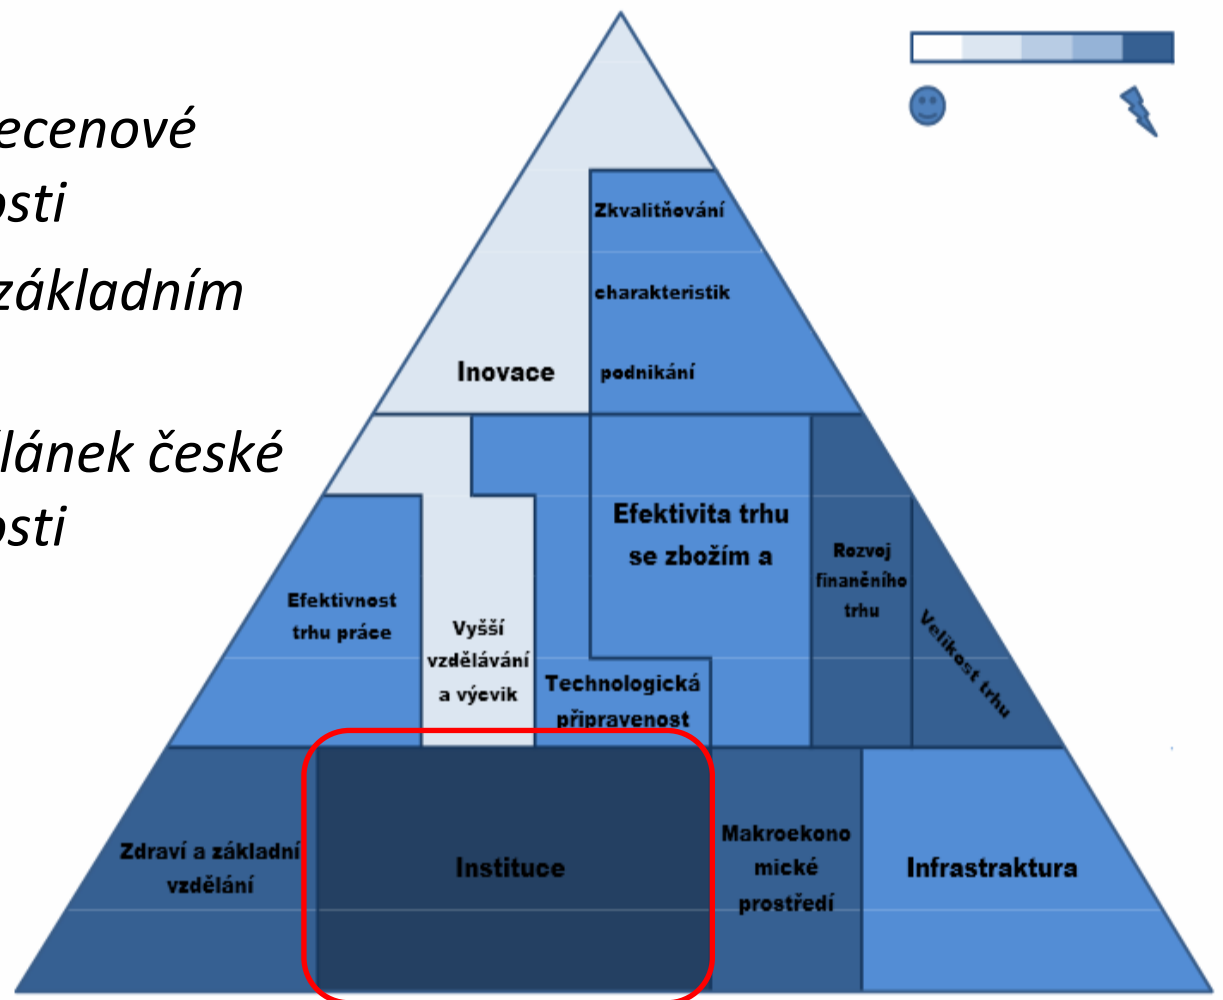 ecenové
osti
základním
lánek české
osti
Zkvalitňování
charakteristik
podnikání
Inovace
Efektivita trhu
se zbožím a
Rozvoj
finančního
trhu
Velikost trhu
Efektivnost
trhu práce
Vyšší
vzdělávání
a výcvik
Technologická
připravenost
Zdraví a základní
vzdělání
Instituce
Makroekono
mické
prostředí
Infrastraktura